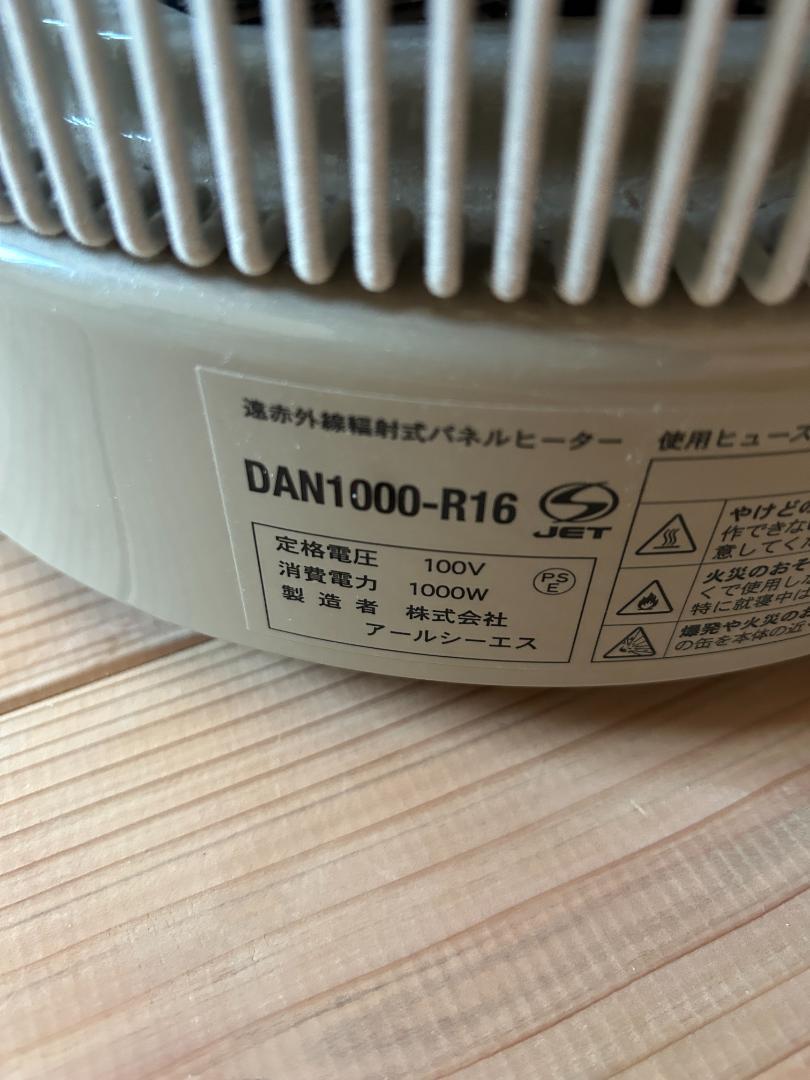 遠赤外線輻射式パネルヒーター
DAN1000-R16
JET
定格電圧 100V
消費電力 1000W
製造者 株式会社
アールシーエス
PS
E
使用ヒューズ
やけどの
作できな
意してくだ
火災のおそ
くで使用し
特に就寝中は
爆発や火災のお
の缶を本体の近